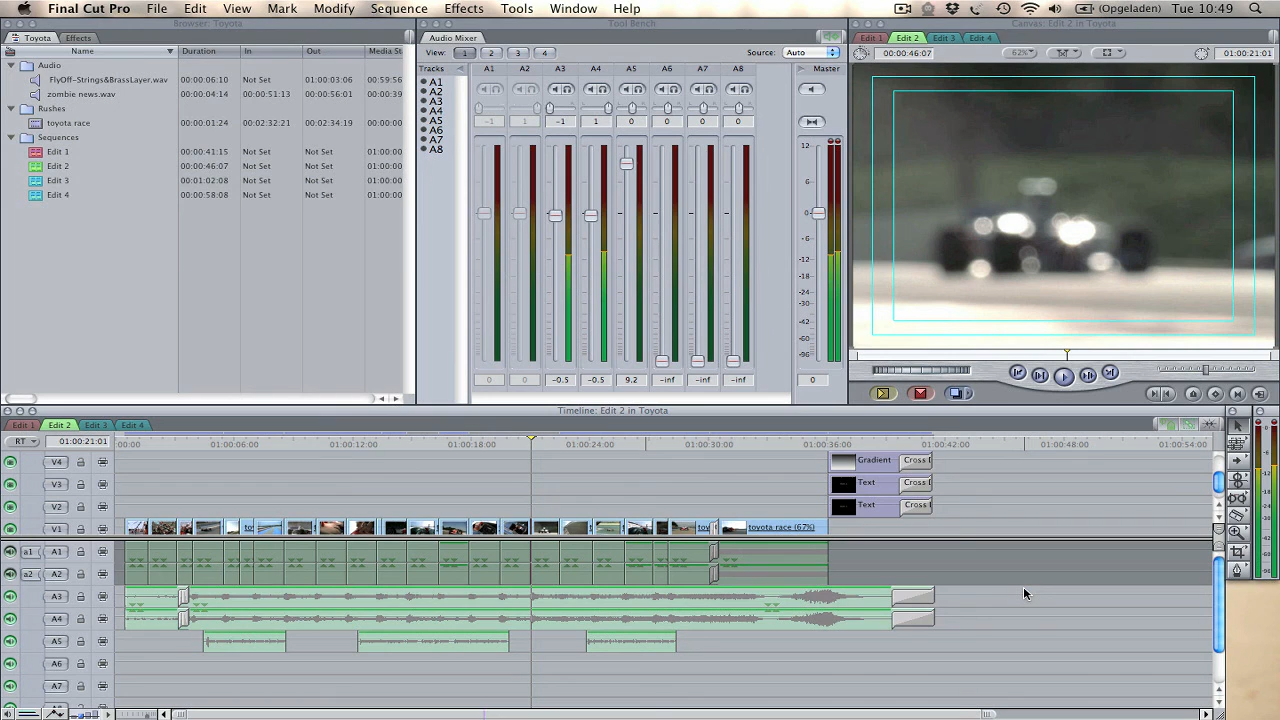 Final Cut Pro File Edit View Mark Modify Sequence Effects Tools Window Help (Opgeladen) Tue 10:49
Browser: Toyota
Toyota Effects
Name Duration In Out Media St
Audio
FlyOff-Strings&BrassLayer.wav 00:00:06:10 Not Set 01:00:03:06 00:59:56
zombie news.wav 00:00:04:14 00:00:51:13 00:00:56:01 00:00:39
Rushes
toyota race 00:00:01:24 00:02:32:21 00:02:34:19 00:00:00
Sequences
Edit 1 00:00:41:15 Not Set Not Set 01:00:00
Edit 2 00:00:46:07 Not Set Not Set 01:00:00
Edit 3 00:01:02:08 Not Set Not Set 01:00:00
Edit 4 00:00:58:08 Not Set Not Set 01:00:00
Tool Bench
Audio Mixer
View: 1 2 3 4 Source: Auto
Tracks A1 A2 A3 A4 A5 A6 A7 A8 Master
A1
A2
A3
A4
A5
A6
A7
A8
-1 1 -1 1 0 0 0 0
12
6
0
-6
-12
-18
-24
-30
-42
-60
-96
0 0 -0.5 -0.5 9.2 -inf -inf -inf 0
Canvas: Edit 2 in Toyota
Edit 1 Edit 2 Edit 3 Edit 4
00:00:46:07 62% 01:00:21:01
Timeline: Edit 2 in Toyota
Edit 1 Edit 2 Edit 3 Edit 4
RT 01:00:21:01 :00:00 01:00:06:00 01:00:12:00 01:00:18:00 01:00:24:00 01:00:30:00 01:00:36:00 01:00:42:00 01:00:48:00 01:00:54:00
V4 Gradient Cross
V3 Text Cross
V2 Text Cross
V1 toyota race (67%)
a1 A1
a2 A2
A3
A4
A5
A6
A7